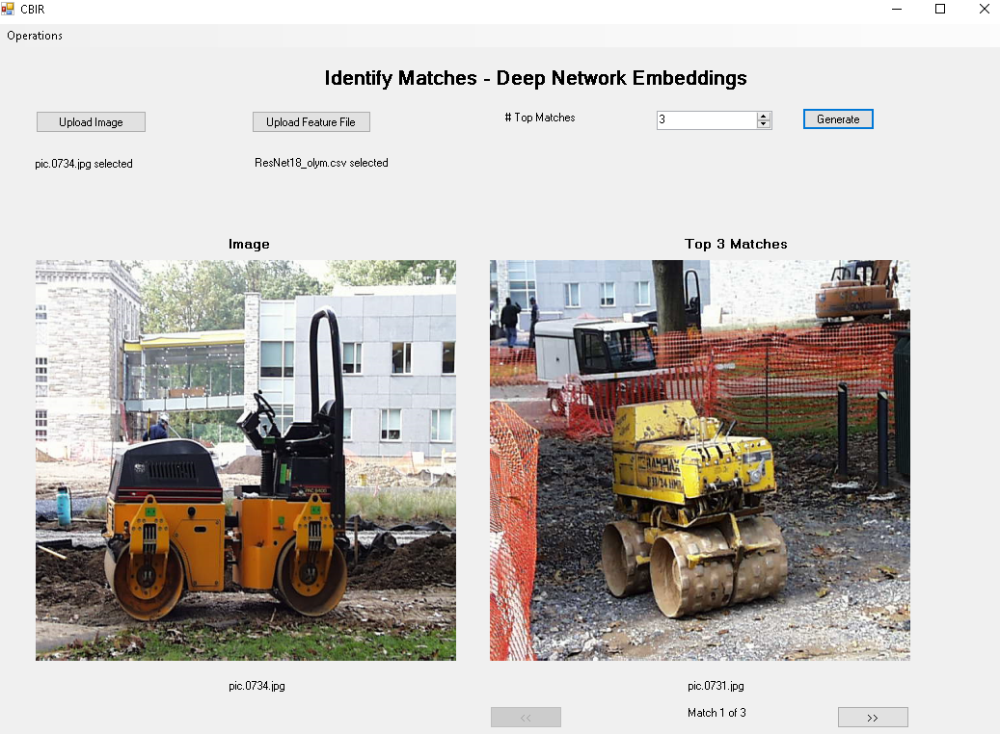 CBIR
Operations
Identify Matches - Deep Network Embeddings
Upload Image
Upload Feature File
# Top Matches
3
Generate
pic.0734.jpg selected
ResNet18_olym.csv selected
Image
Top 3 Matches
RAMMAX
pic.0734.jpg
pic.0731.jpg
<<
Match 1 of 3
>>